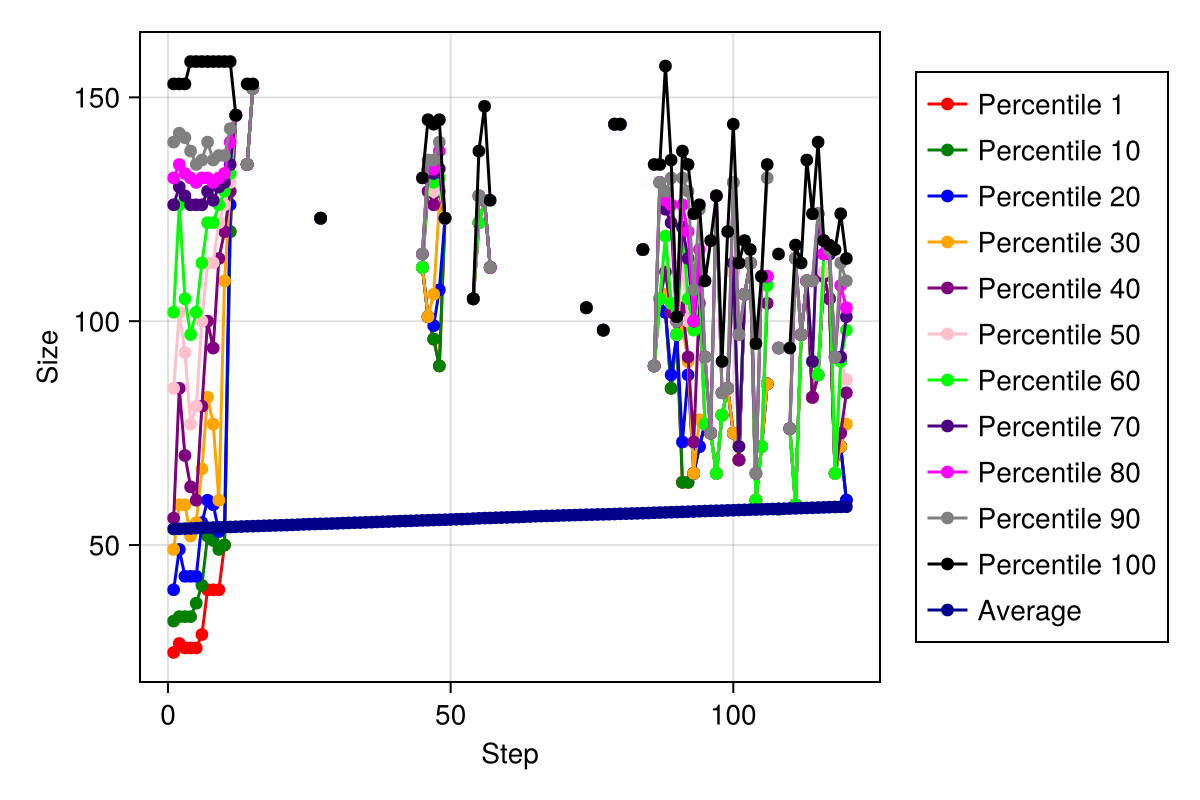 150
100
50
Size
0
50
100
Step
Percentile 1
Percentile 10
Percentile 20
Percentile 30
Percentile 40
Percentile 50
Percentile 60
Percentile 70
Percentile 80
Percentile 90
Percentile 100
Average